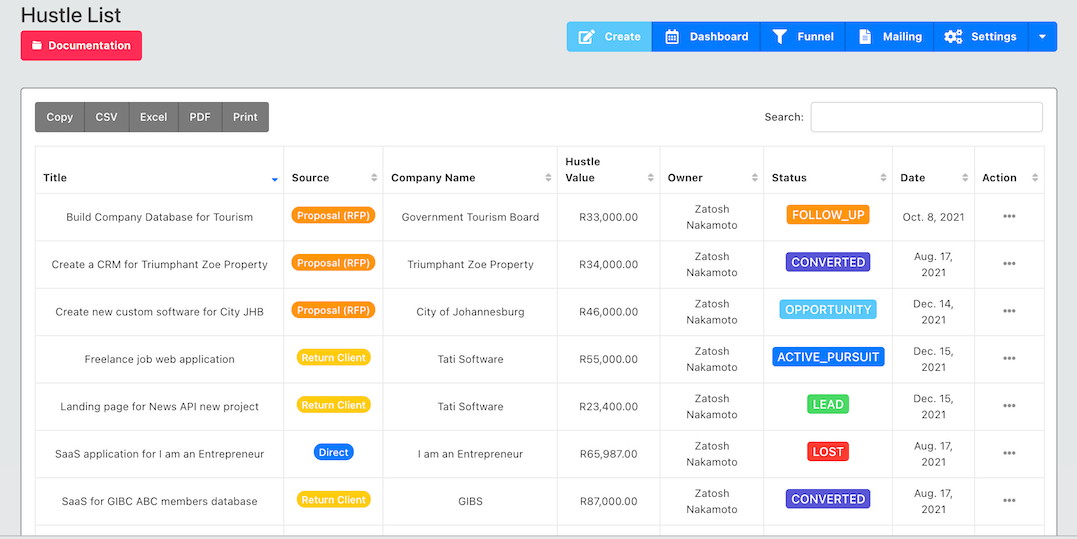 Hustle List
Documentation
Create Dashboard Funnel Mailing Settings
Copy CSV Excel PDF Print
Search:
Title Source Company Name Hustle Value Owner Status Date Action
Build Company Database for Tourism Proposal (RFP) Government Tourism Board R33,000.00 Zatosh Nakamoto FOLLOW_UP Oct. 8, 2021
Create a CRM for Triumphant Zoe Property Proposal (RFP) Triumphant Zoe Property R34,000.00 Zatosh Nakamoto CONVERTED Aug. 17, 2021
Create new custom software for City JHB Proposal (RFP) City of Johannesburg R46,000.00 Zatosh Nakamoto OPPORTUNITY Dec. 14, 2021
Freelance job web application Return Client Tati Software R55,000.00 Zatosh Nakamoto ACTIVE_PURSUIT Dec. 15, 2021
Landing page for News API new project Return Client Tati Software R23,400.00 Zatosh Nakamoto LEAD Dec. 15, 2021
SaaS application for I am an Entrepreneur Direct I am an Entrepreneur R65,987.00 Zatosh Nakamoto LOST Aug. 17, 2021
SaaS for GIBC ABC members database Return Client GIBS R87,000.00 Zatosh Nakamoto CONVERTED Aug. 17, 2021